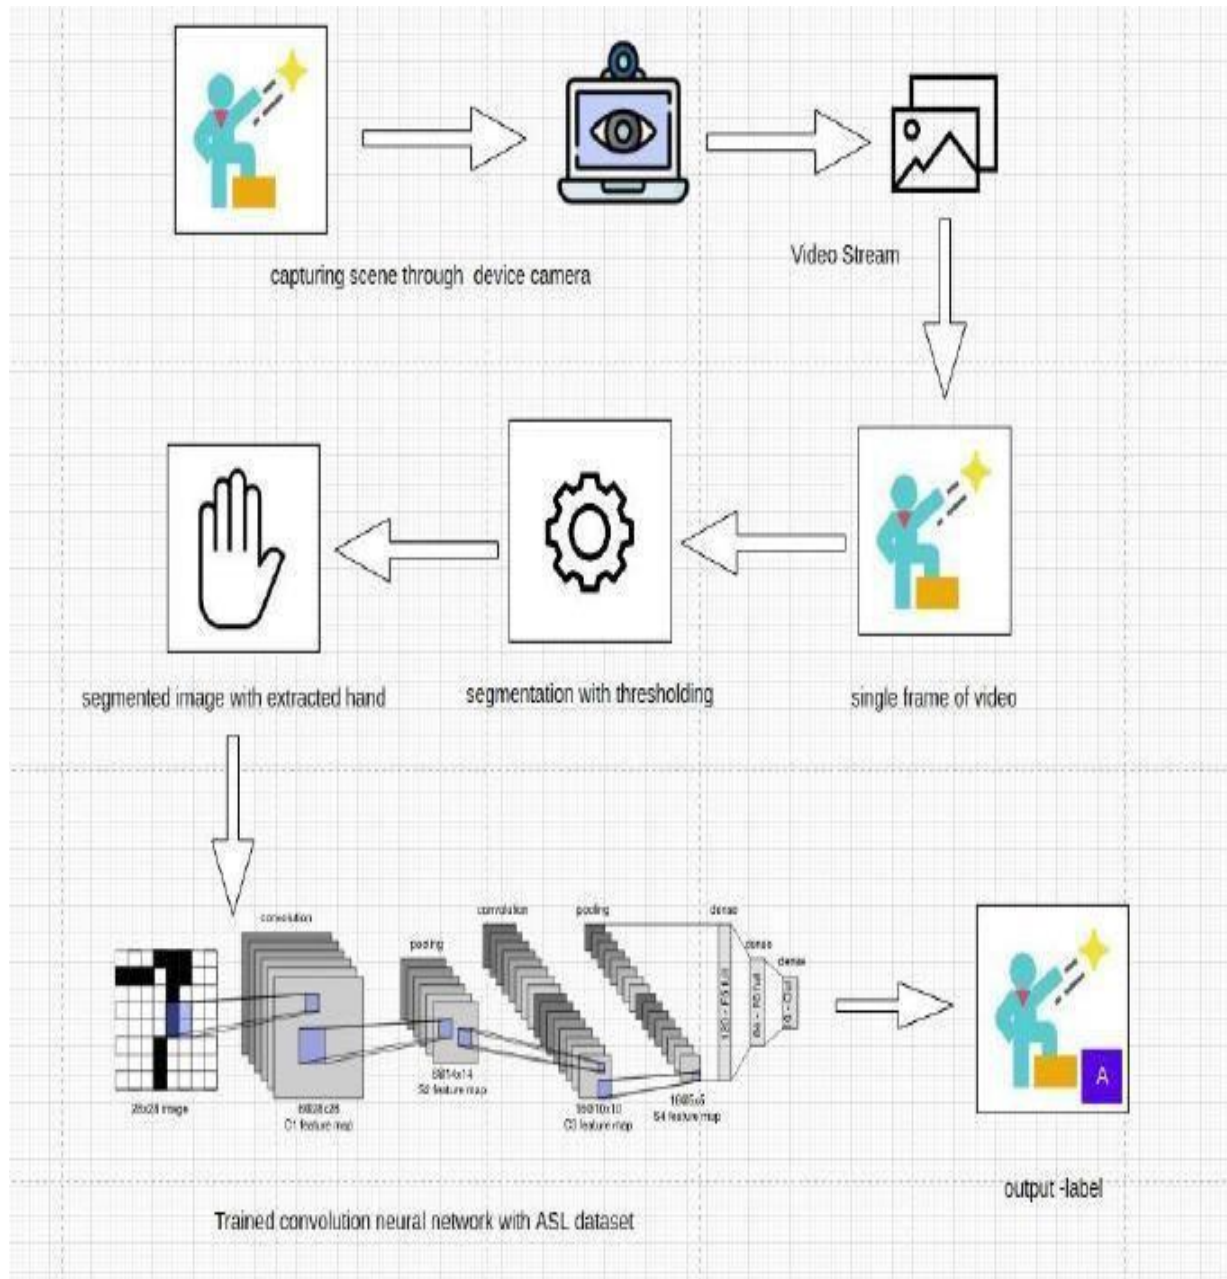 capturing scene through device camera
Video Stream
segmented image with extracted hand
segmentation with thresholding
single frame of video
convolution
pooling
convolution
pooling
dense
dense
dense
28x28 image
C1 feature map
S2 feature map
C3 feature map
S4 feature map
A
output -label
Trained convolution neural network with ASL dataset